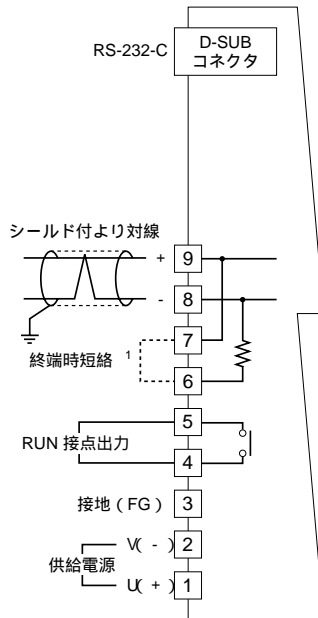 RS-232-C
D-SUB
コネクタ
シールド付より対線
+ 9
- 8
7
終端時短絡 1
6
5
RUN 接点出力
4
接地 ( FG ) 3
V( - ) 2
供給電源
U( + ) 1